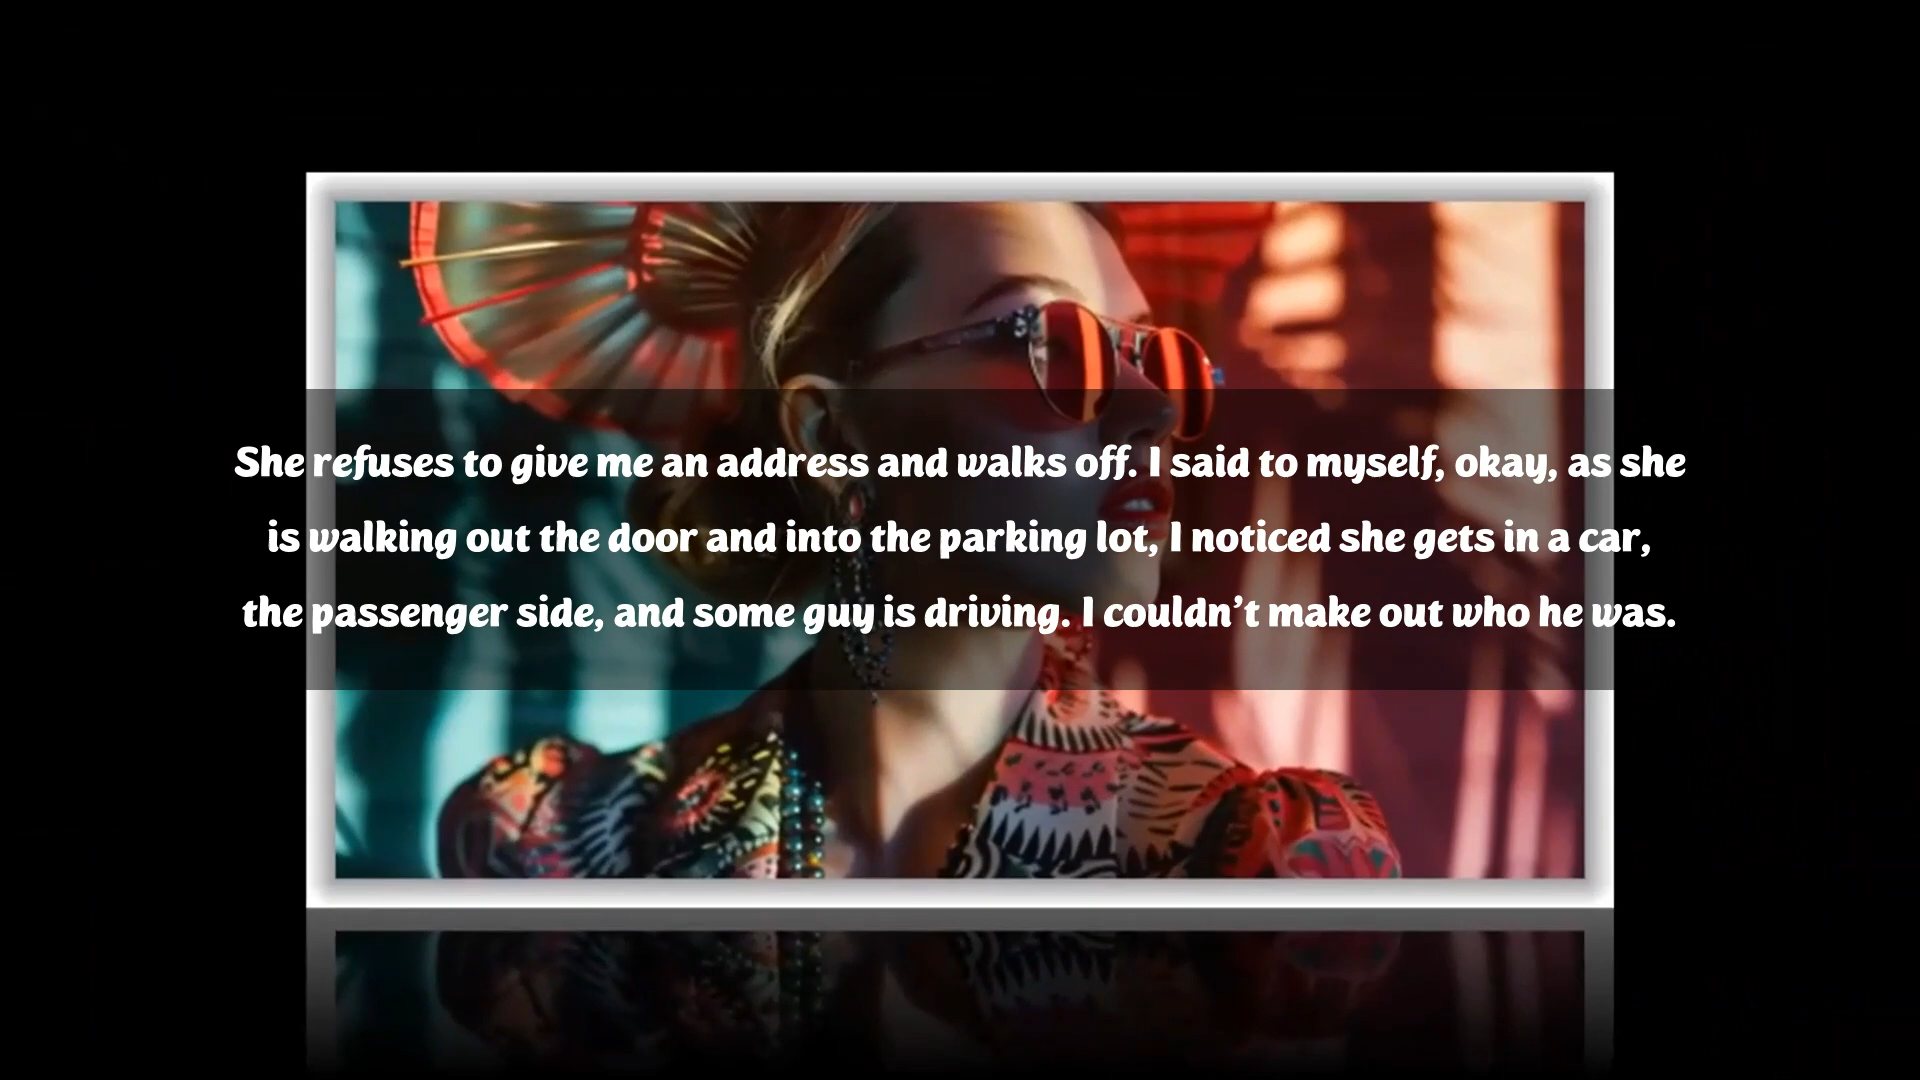 She refuses to give me an address and walks off. I said to myself, okay, as she
is walking out the door and into the parking lot, I noticed she gets in a car,
the passenger side, and some guy is driving. I couldn’t make out who he was.